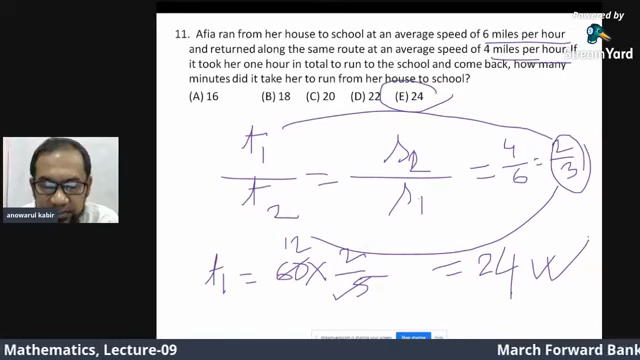 11. Afia ran from her house to school at an average speed of 6 miles per hour
and returned along the same route at an average speed of 4 miles per hour. If
it took her one hour in total to run to the school and come back, how many
minutes did it take her to run from her house to school?
(A) 16 (B) 18 (C) 20 (D) 22 (E) 24
StreamYard
t1/t2 = s2/s1 = 4/6 = 2/3
12
t1 = 60 × 2/5 = 24
anowarul kabir
Mathematics, Lecture-09
March Forward Bank